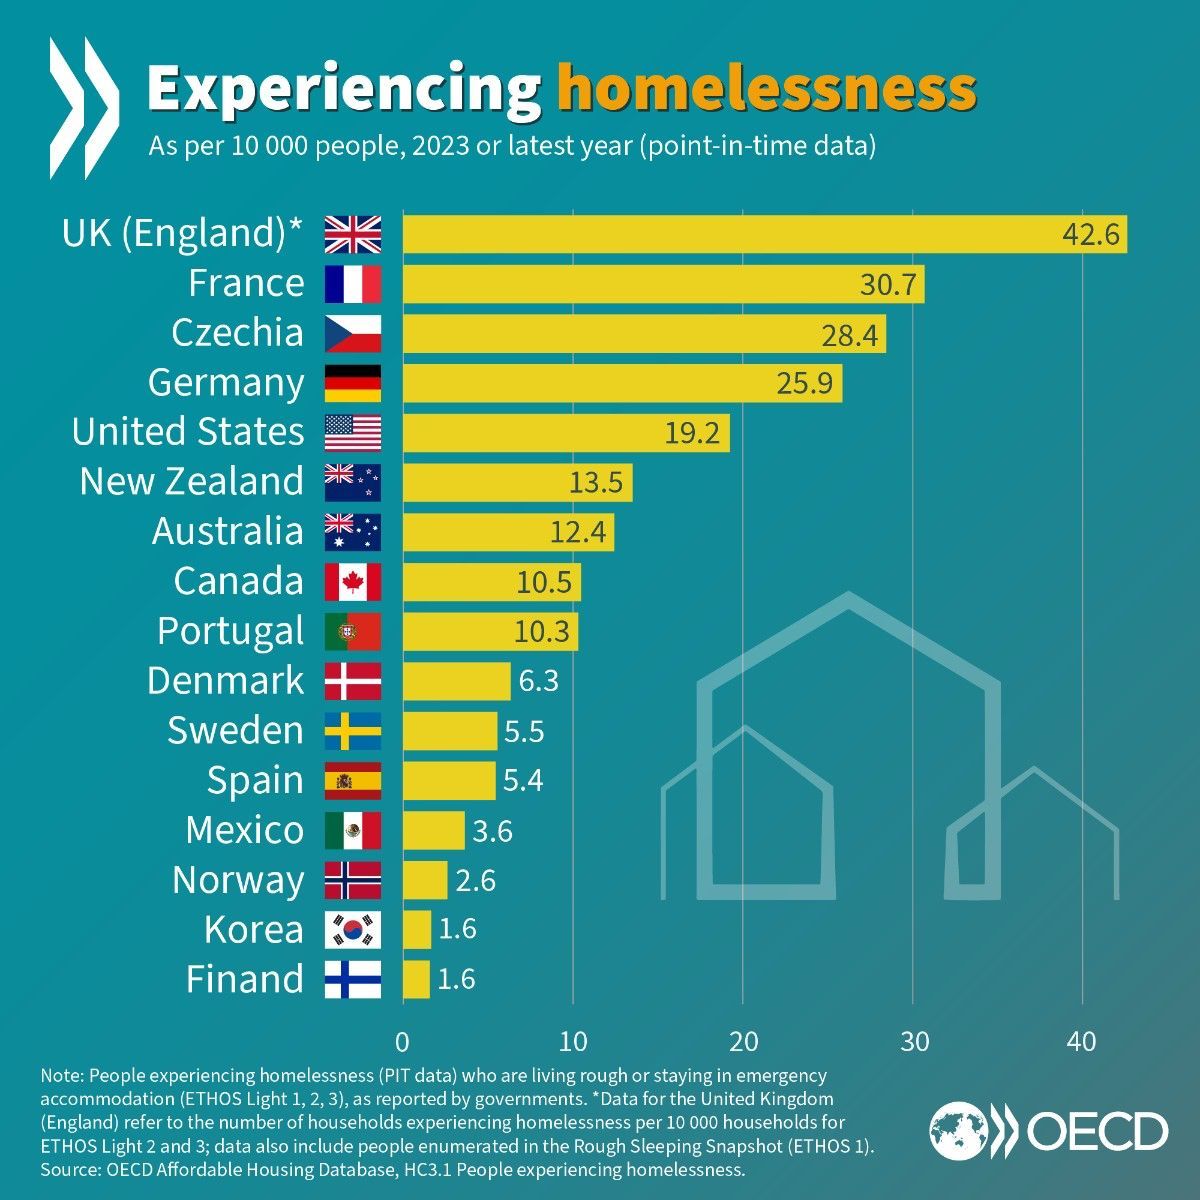 Experiencing homelessness
As per 10 000 people, 2023 or latest year (point-in-time data)
UK (England)* 42.6
France 30.7
Czechia 28.4
Germany 25.9
United States 19.2
New Zealand 13.5
Australia 12.4
Canada 10.5
Portugal 10.3
Denmark 6.3
Sweden 5.5
Spain 5.4
Mexico 3.6
Norway 2.6
Korea 1.6
Finand 1.6
0 10 20 30 40
Note: People experiencing homelessness (PIT data) who are living rough or staying in emergency
accommodation (ETHOS Light 1, 2, 3), as reported by governments. *Data for the United Kingdom
(England) refer to the number of households experiencing homelessness per 10 000 households for
ETHOS Light 2 and 3; data also include people enumerated in the Rough Sleeping Snapshot (ETHOS 1).
Source: OECD Affordable Housing Database, HC3.1 People experiencing homelessness.
OECD